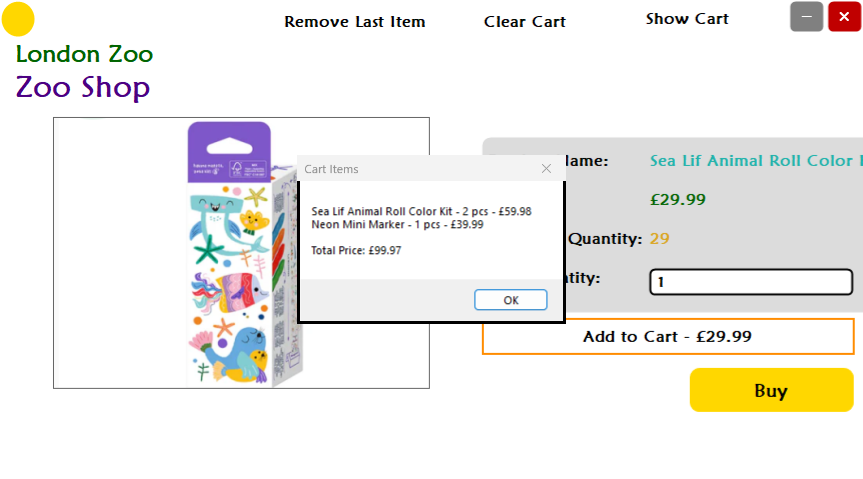 Remove Last Item
Clear Cart
Show Cart
London Zoo
Zoo Shop
Cart Items
Sea Lif Animal Roll Color Kit - 2 pcs - £59.98
Neon Mini Marker - 1 pcs - £39.99
Total Price: £99.97
OK
Name: Sea Lif Animal Roll Color
£29.99
Quantity: 29
1
Add to Cart - £29.99
Buy